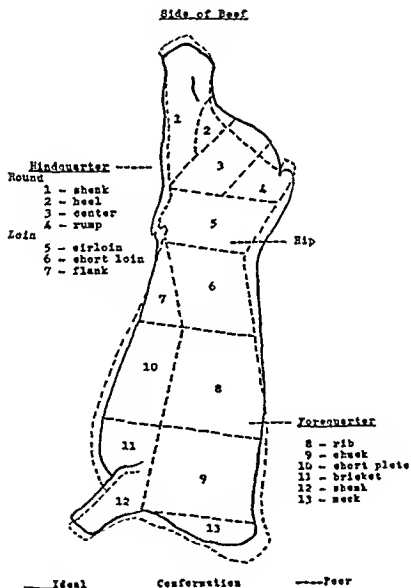 Side of Beef
1
2
3
4
Hindquarter
Round
1 - shank
2 - heel
3 - center
4 - rump
Loin
5 - sirloin
6 - short loin
7 - flank
5
Hip
6
7
10
8
Forequarter
8 - rib
9 - chuck
10 - short plate
11 - brisket
12 - shank
13 - neck
11
9
12
13
Ideal Conformation Poor